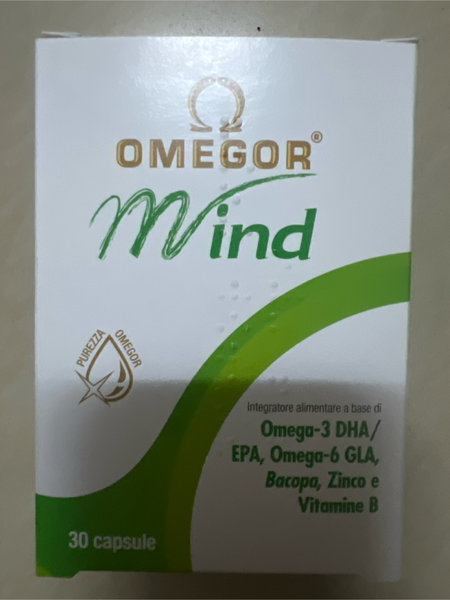 OMEGOR®
Mind
PUREZZA OMEGOR
Integratore alimentare a base di
Omega-3 DHA/
EPA, Omega-6 GLA,
Bacopa, Zinco e
Vitamine B
30 capsule